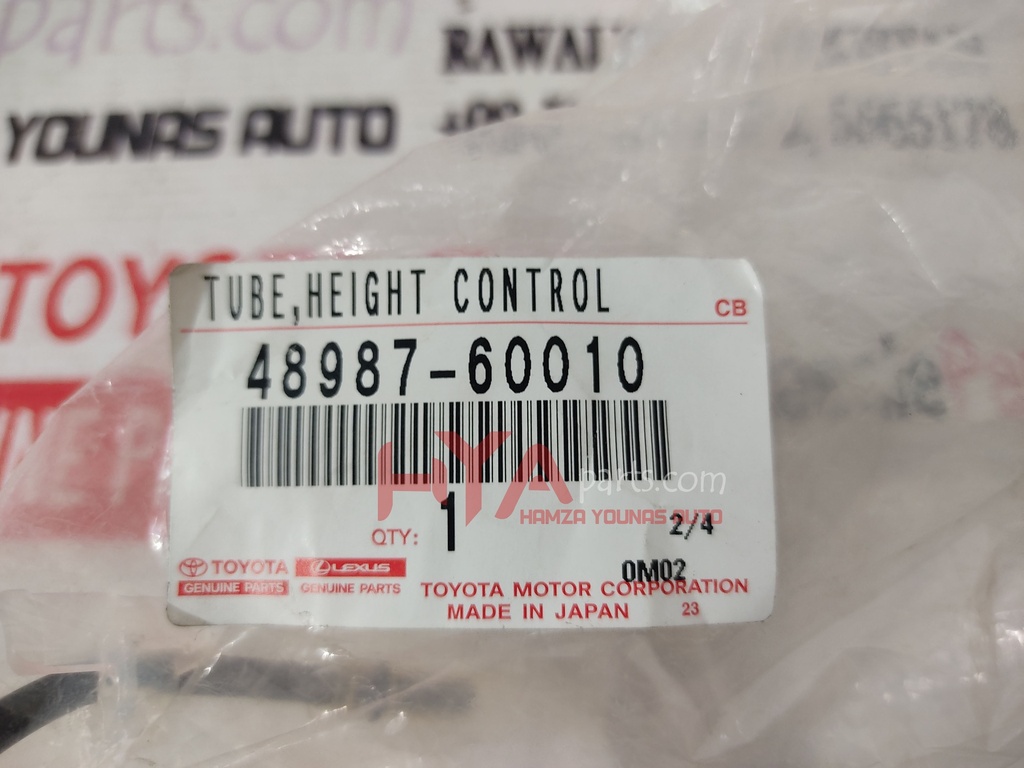 parts.com
RAWAL
YOUNAS AUTO
TOYO
TUBE,HEIGHT CONTROL
CB
48987-60010
HYA parts.com
HAMZA YOUNAS AUTO
QTY: 1
2/4
0M02
TOYOTA LEXUS
GENUINE PARTS GENUINE PARTS
TOYOTA MOTOR CORPORATION
MADE IN JAPAN 23